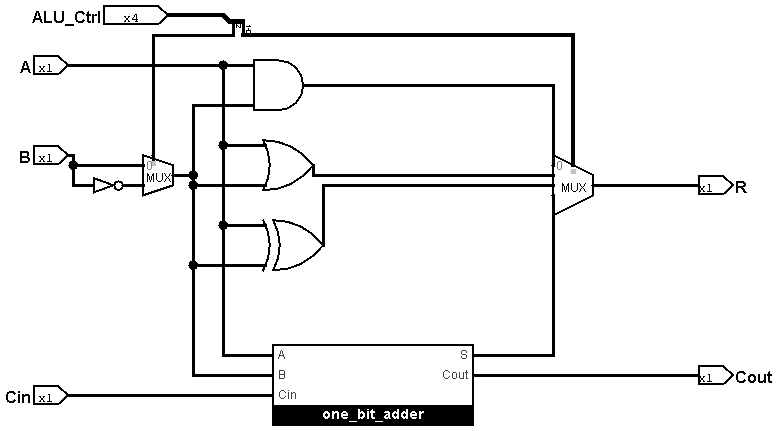 ALU_Ctrl
x4
A
x1
B
x1
0
MUX
0
MUX
x1
R
A
S
B
Cout
Cin
x1
Cin
x1
Cout
one_bit_adder